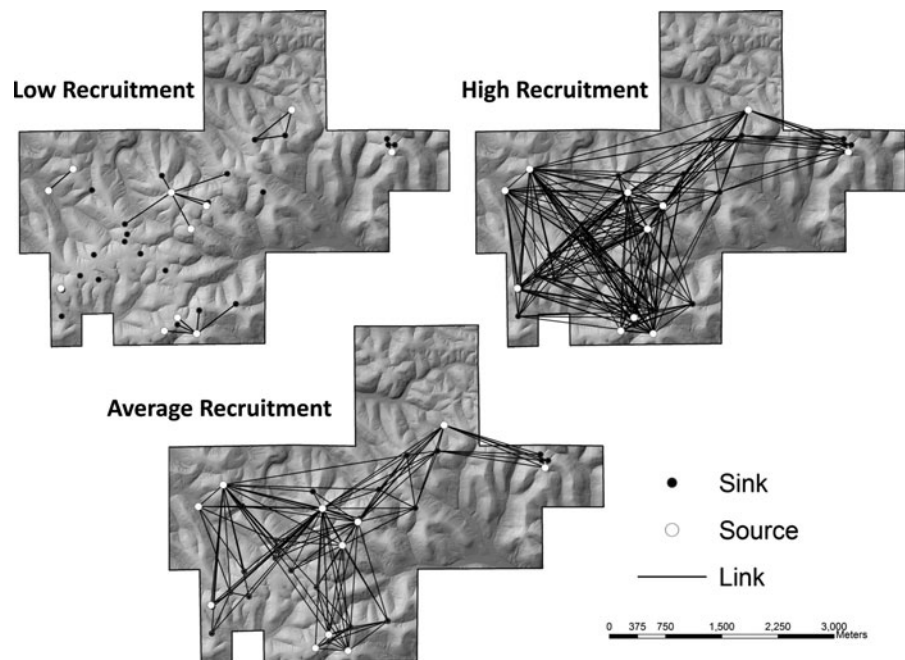 Low Recruitment
High Recruitment
Average Recruitment
Sink
Source
Link
0 375 750 1,500 2,250 3,000
Meters